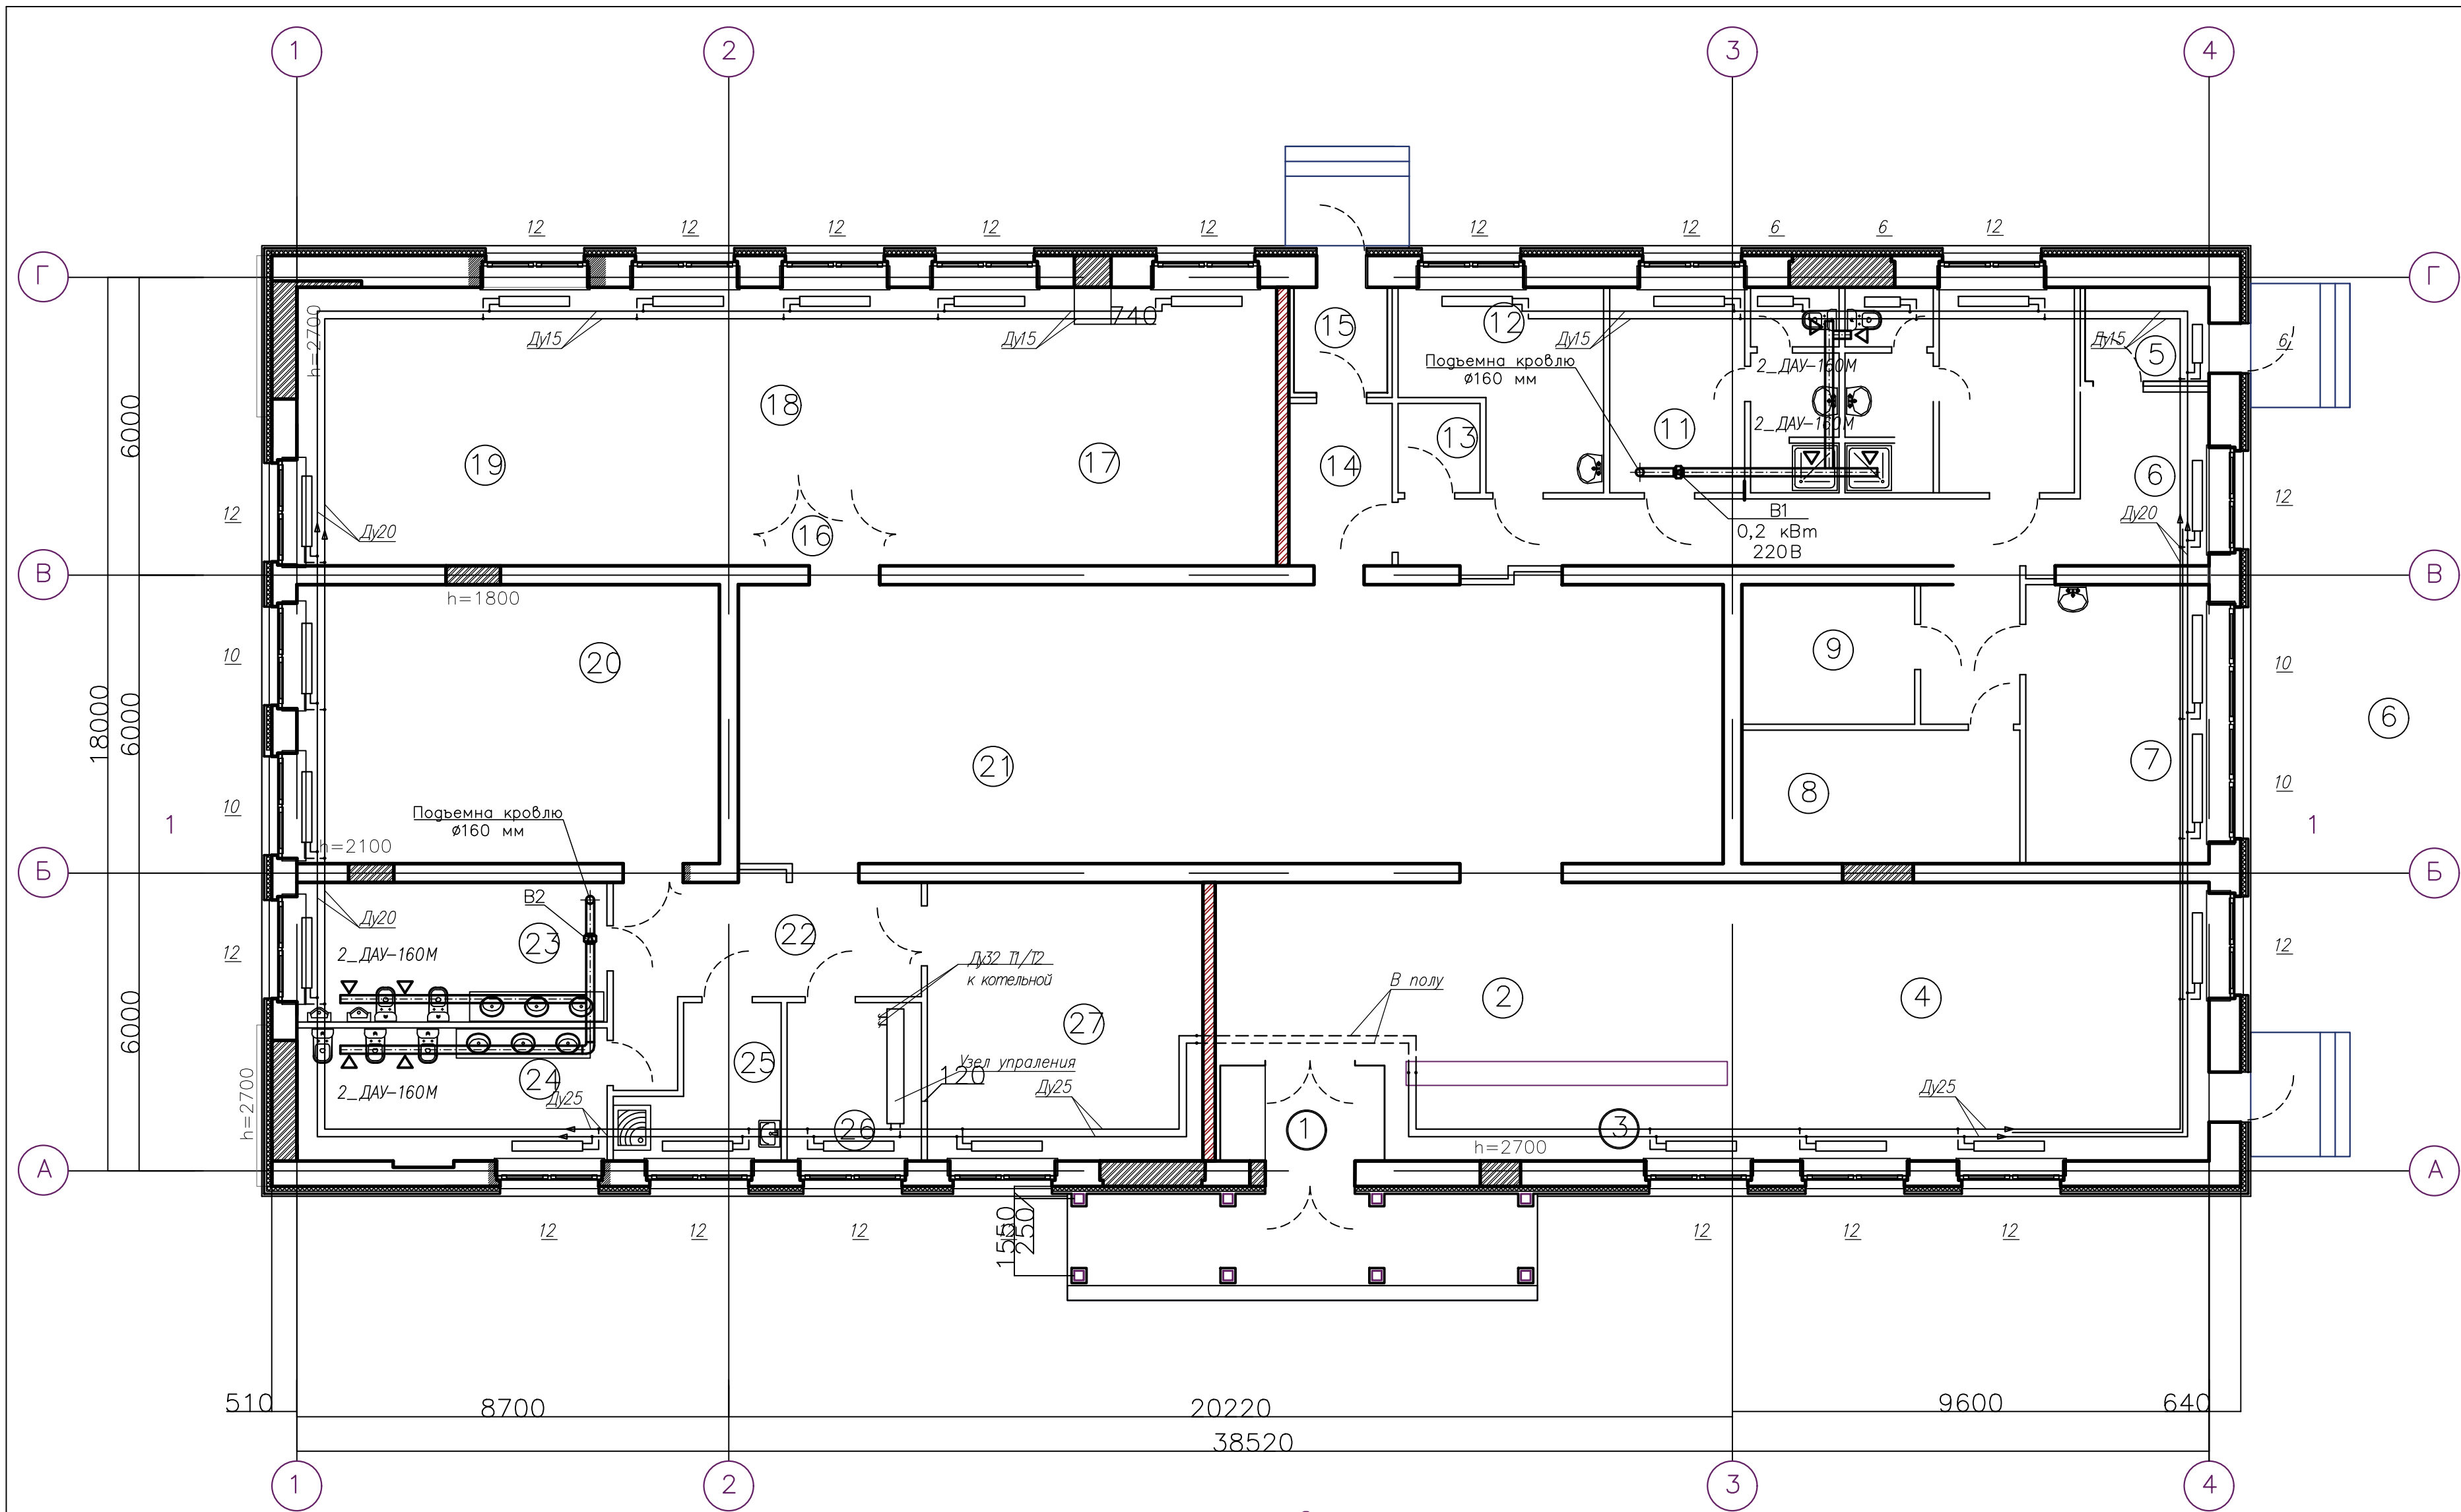 1
2
3
4
12
12
12
12
12
12
12
6
6
12
Г
Г
h=2700
740
Ду15
Ду15
15
12
Ду15
Подъемна кровлю
ø160 мм
2_ДАУ-160М
Ду15
5
6
6000
18
19
17
13
14
11
2_ДАУ-160М
6
12
12
Ду20
16
В1
0,2 кВт
220В
Ду20
В
В
h=1800
10
20
9
10
18000
6000
21
7
6
8
10
10
1
1
Подъемна кровлю
ø160 мм
h=2100
Б
Б
В2
Ду20
23
22
2_ДАУ-160М
12
12
Ду32 Т1/Т2
к котельной
В полу
2
4
6000
27
25
Узел упраления
120
24
2_ДАУ-160М
Ду25
26
Ду25
Ду25
1
3
h=2700
h=2700
А
А
12
12
12
12
1550
250
12
12
12
510
8700
20220
9600
640
38520
1
2
3
4